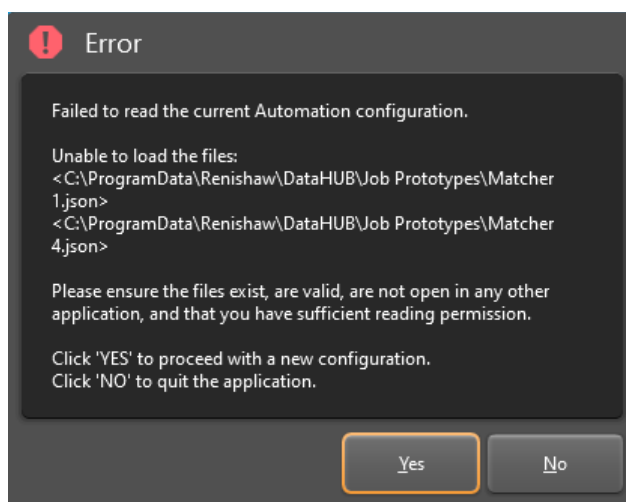 Error
Failed to read the current Automation configuration.
Unable to load the files:
<C:\ProgramData\Renishaw\DataHUB\Job Prototypes\Matcher
1.json>
<C:\ProgramData\Renishaw\DataHUB\Job Prototypes\Matcher
4.json>
Please ensure the files exist, are valid, are not open in any other
application, and that you have sufficient reading permission.
Click 'YES' to proceed with a new configuration.
Click 'NO' to quit the application.
Yes
No